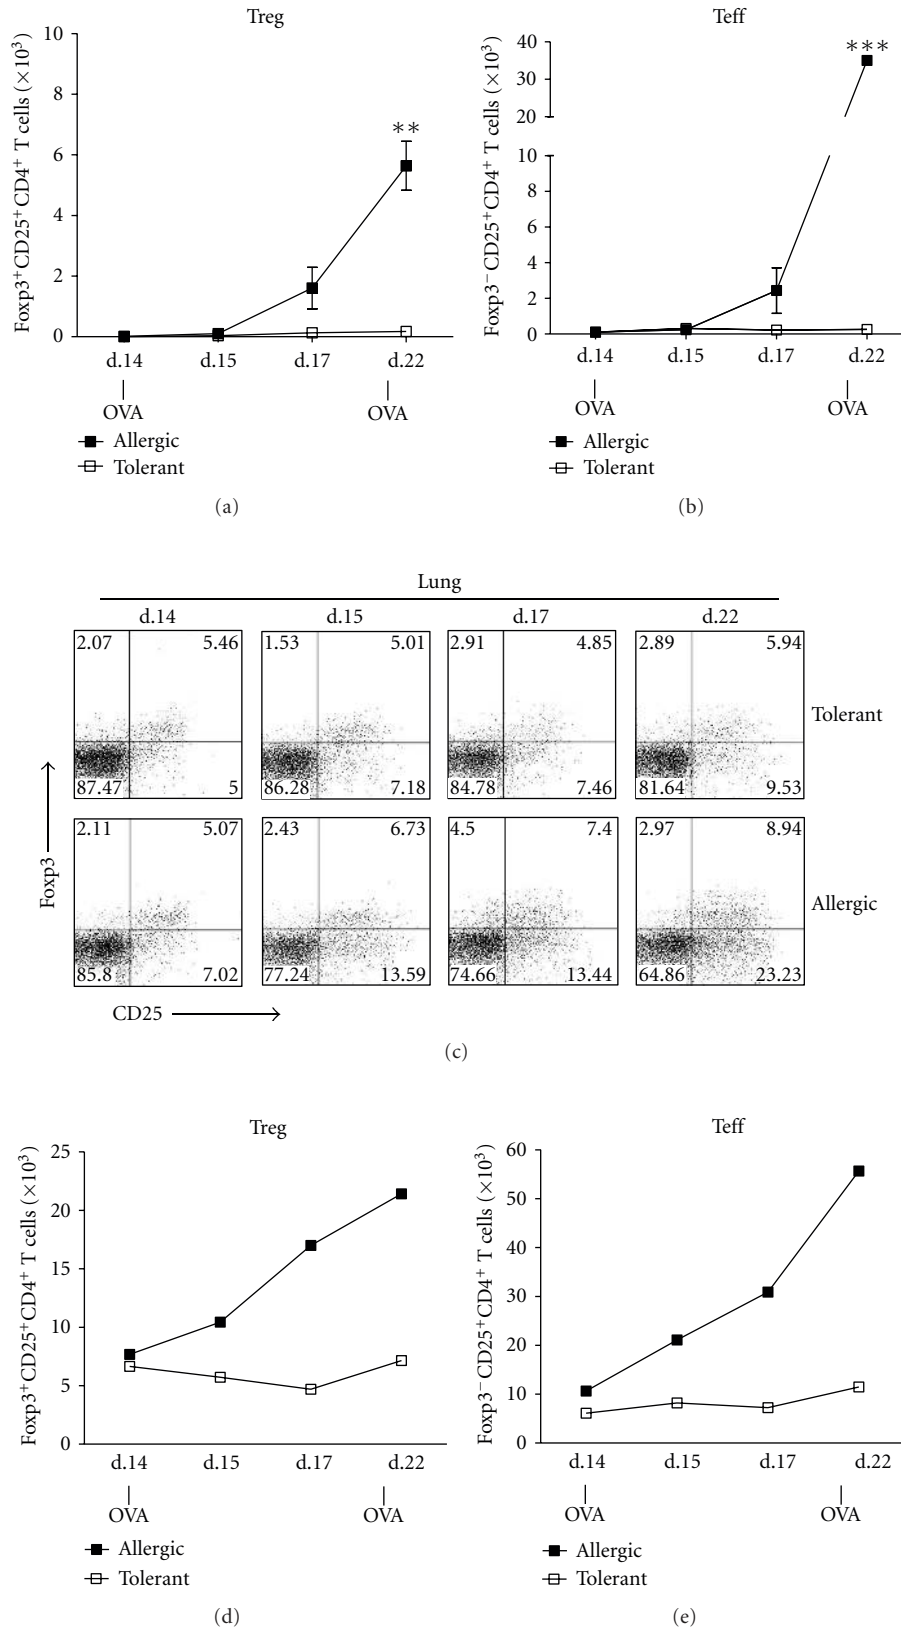 Treg
Foxp3⁺CD25⁺CD4⁺ T cells (×10³)
10
8
6
4
2
0
**
d.14 d.15 d.17 d.22
OVA OVA
Allergic
Tolerant
(a)
Teff
Foxp3⁻CD25⁺CD4⁺ T cells (×10³)
40
30
20
10
8
6
4
2
0
***
d.14 d.15 d.17 d.22
OVA OVA
Allergic
Tolerant
(b)
Lung
d.14 d.15 d.17 d.22
2.07 5.46 1.53 5.01 2.91 4.85 2.89 5.94
Tolerant
87.47 5 86.28 7.18 84.78 7.46 81.64 9.53
2.11 5.07 2.43 6.73 4.5 7.4 2.97 8.94
Allergic
85.8 7.02 77.24 13.59 74.66 13.44 64.86 23.23
Foxp3
CD25
(c)
Treg
Foxp3⁺CD25⁺CD4⁺ T cells (×10³)
25
20
15
10
5
0
d.14 d.15 d.17 d.22
OVA OVA
Allergic
Tolerant
(d)
Teff
Foxp3⁻CD25⁺CD4⁺ T cells (×10³)
60
50
40
30
20
10
0
d.14 d.15 d.17 d.22
OVA OVA
Allergic
Tolerant
(e)